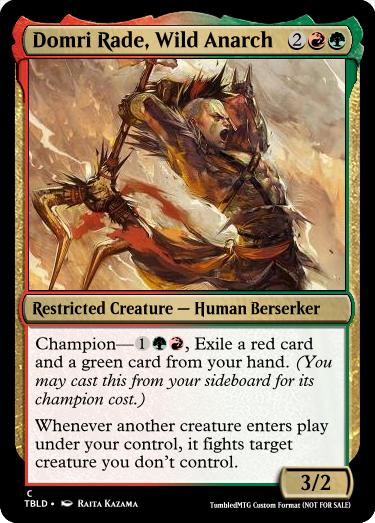 Domri Rade, Wild Anarch 2
Restricted Creature — Human Berserker
Champion—1, Exile a red card
and a green card from your hand. (You
may cast this from your sideboard for its
champion cost.)
Whenever another creature enters play
under your control, it fights target
creature you don't control.
3/2
C
TBLD • Raita Kazama
TumbledMTG Custom Format (NOT FOR SALE)